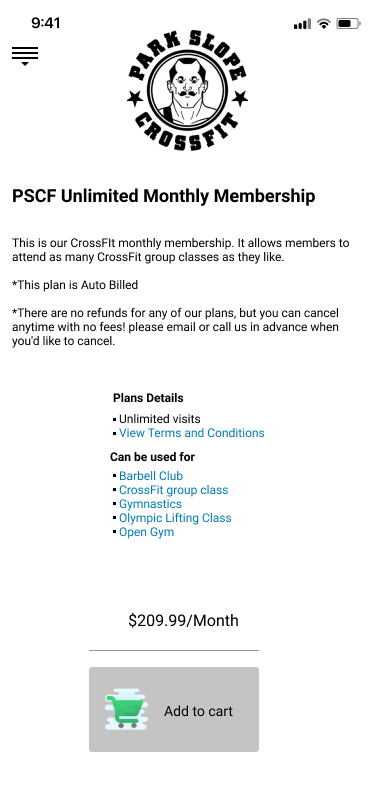 9:41
PARK SLOPE
CROSSFIT
PSCF Unlimited Monthly Membership
This is our CrossFIt monthly membership. It allows members to
attend as many CrossFit group classes as they like.
*This plan is Auto Billed
*There are no refunds for any of our plans, but you can cancel
anytime with no fees! please email or call us in advance when
you'd like to cancel.
Plans Details
Unlimited visits
View Terms and Conditions
Can be used for
Barbell Club
CrossFit group class
Gymnastics
Olympic Lifting Class
Open Gym
$209.99/Month
Add to cart